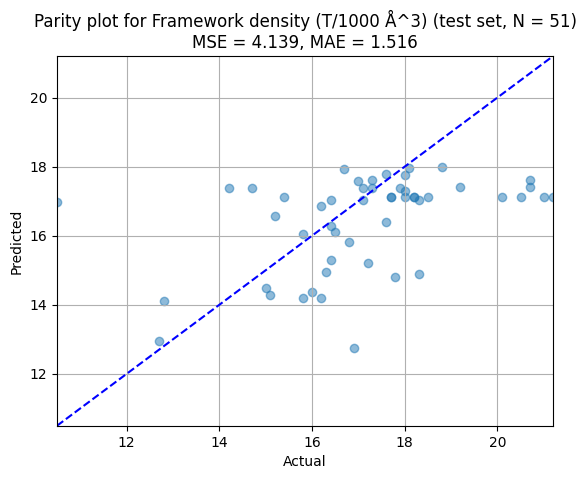 Parity plot for Framework density (T/1000 Å^3) (test set, N = 51)
MSE = 4.139, MAE = 1.516
20
18
16
14
12
Predicted
12
14
16
18
20
Actual